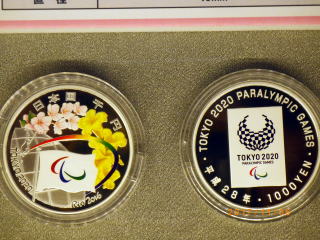 日本国 千円
RIO 2016
TOKYO 2020 PARALYMPIC GAMES
TOKYO 2020
PARALYMPIC GAMES
平成28年・1000YEN